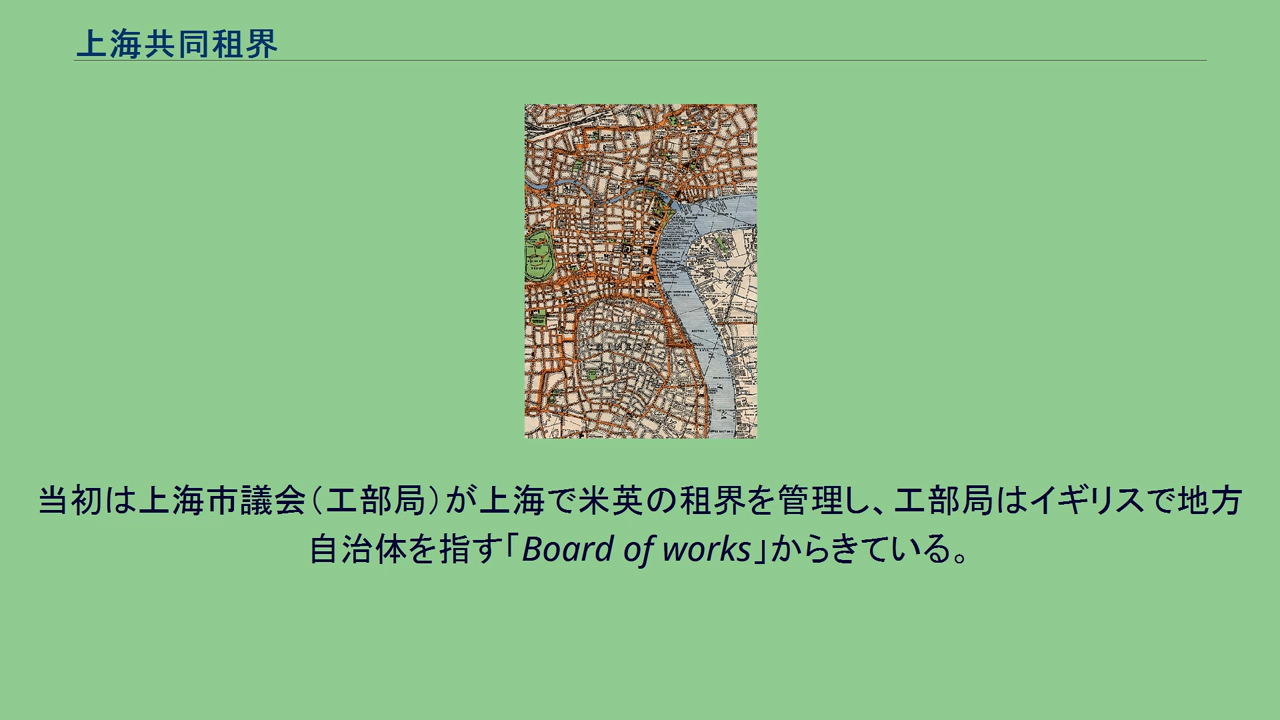 上海共同租界
当初は上海市議会（工部局）が上海で米英の租界を管理し、工部局はイギリスで地方
自治体を指す「Board of works」からきている。